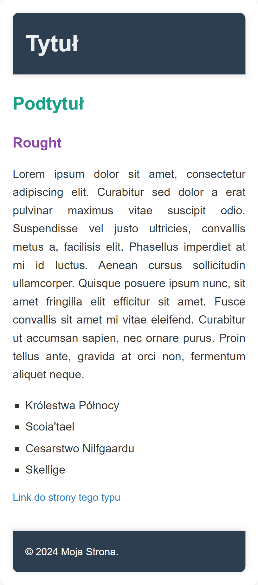 Tytuł
Podtytuł
Rought
Lorem ipsum dolor sit amet, consectetur
adipiscing elit. Curabitur sed dolor a erat
pulvinar maximus vitae suscipit odio.
Suspendisse vel justo ultricies, convallis
metus a, facilisis elit. Phasellus imperdiet at
mi id luctus. Aenean cursus sollicitudin
ullamcorper. Quisque posuere ipsum nunc, sit
amet fringilla elit efficitur sit amet. Fusce
convallis sit amet mi vitae eleifend. Curabitur
ut accumsan sapien, nec ornare purus. Proin
tellus ante, gravida at orci non, fermentum
aliquet neque.
Królestwa Północy
Scoia'tael
Cesarstwo Nilfgaardu
Skellige
Link do strony tego typu
© 2024 Moja Strona.